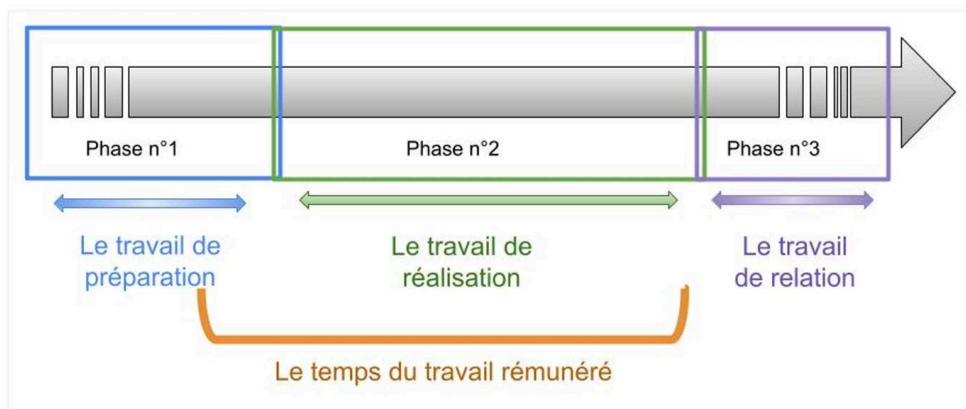 Phase n°1
Phase n°2
Phase n°3
Le travail de
préparation
Le travail de
réalisation
Le travail
de relation
Le temps du travail rémunéré